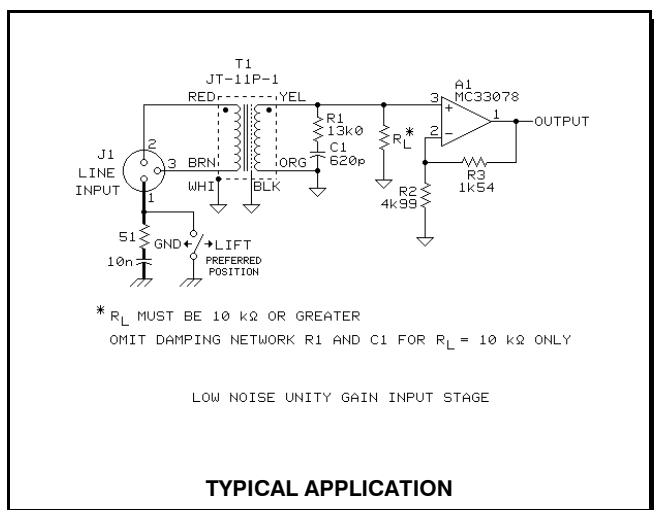 T1
JT-11P-1
RED
YEL
A1
MC33078
3
+
R1
13k0
C1
620p
RL*
1
OUTPUT
2
-
J1
LINE
INPUT
2
3
BRN
ORG
R3
1k54
WHI
BLK
1
R2
4k99
51
GND
LIFT
10n
PREFERRED
POSITION
* RL MUST BE 10 kΩ OR GREATER
OMIT DAMPING NETWORK R1 AND C1 FOR RL = 10 kΩ ONLY
LOW NOISE UNITY GAIN INPUT STAGE
TYPICAL APPLICATION